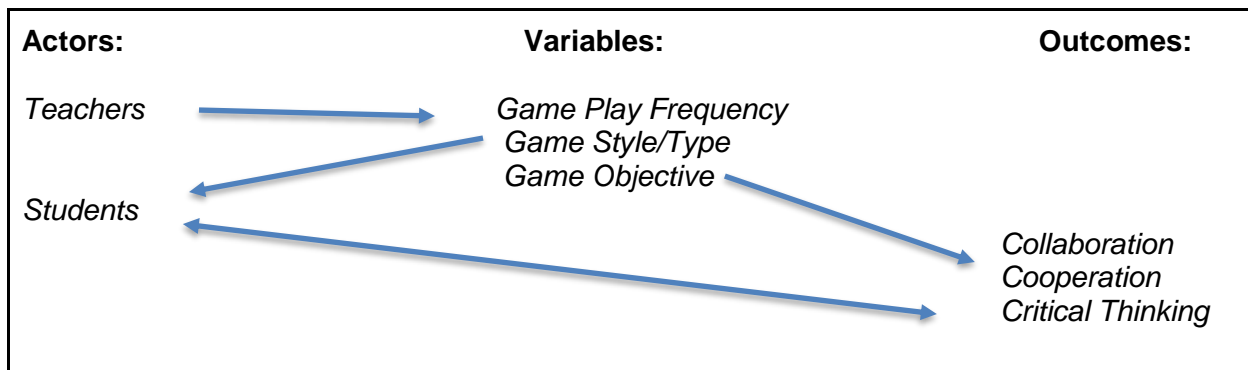 Actors: Variables: Outcomes:
Teachers Game Play Frequency
Game Style/Type
Game Objective
Students
Collaboration
Cooperation
Critical Thinking